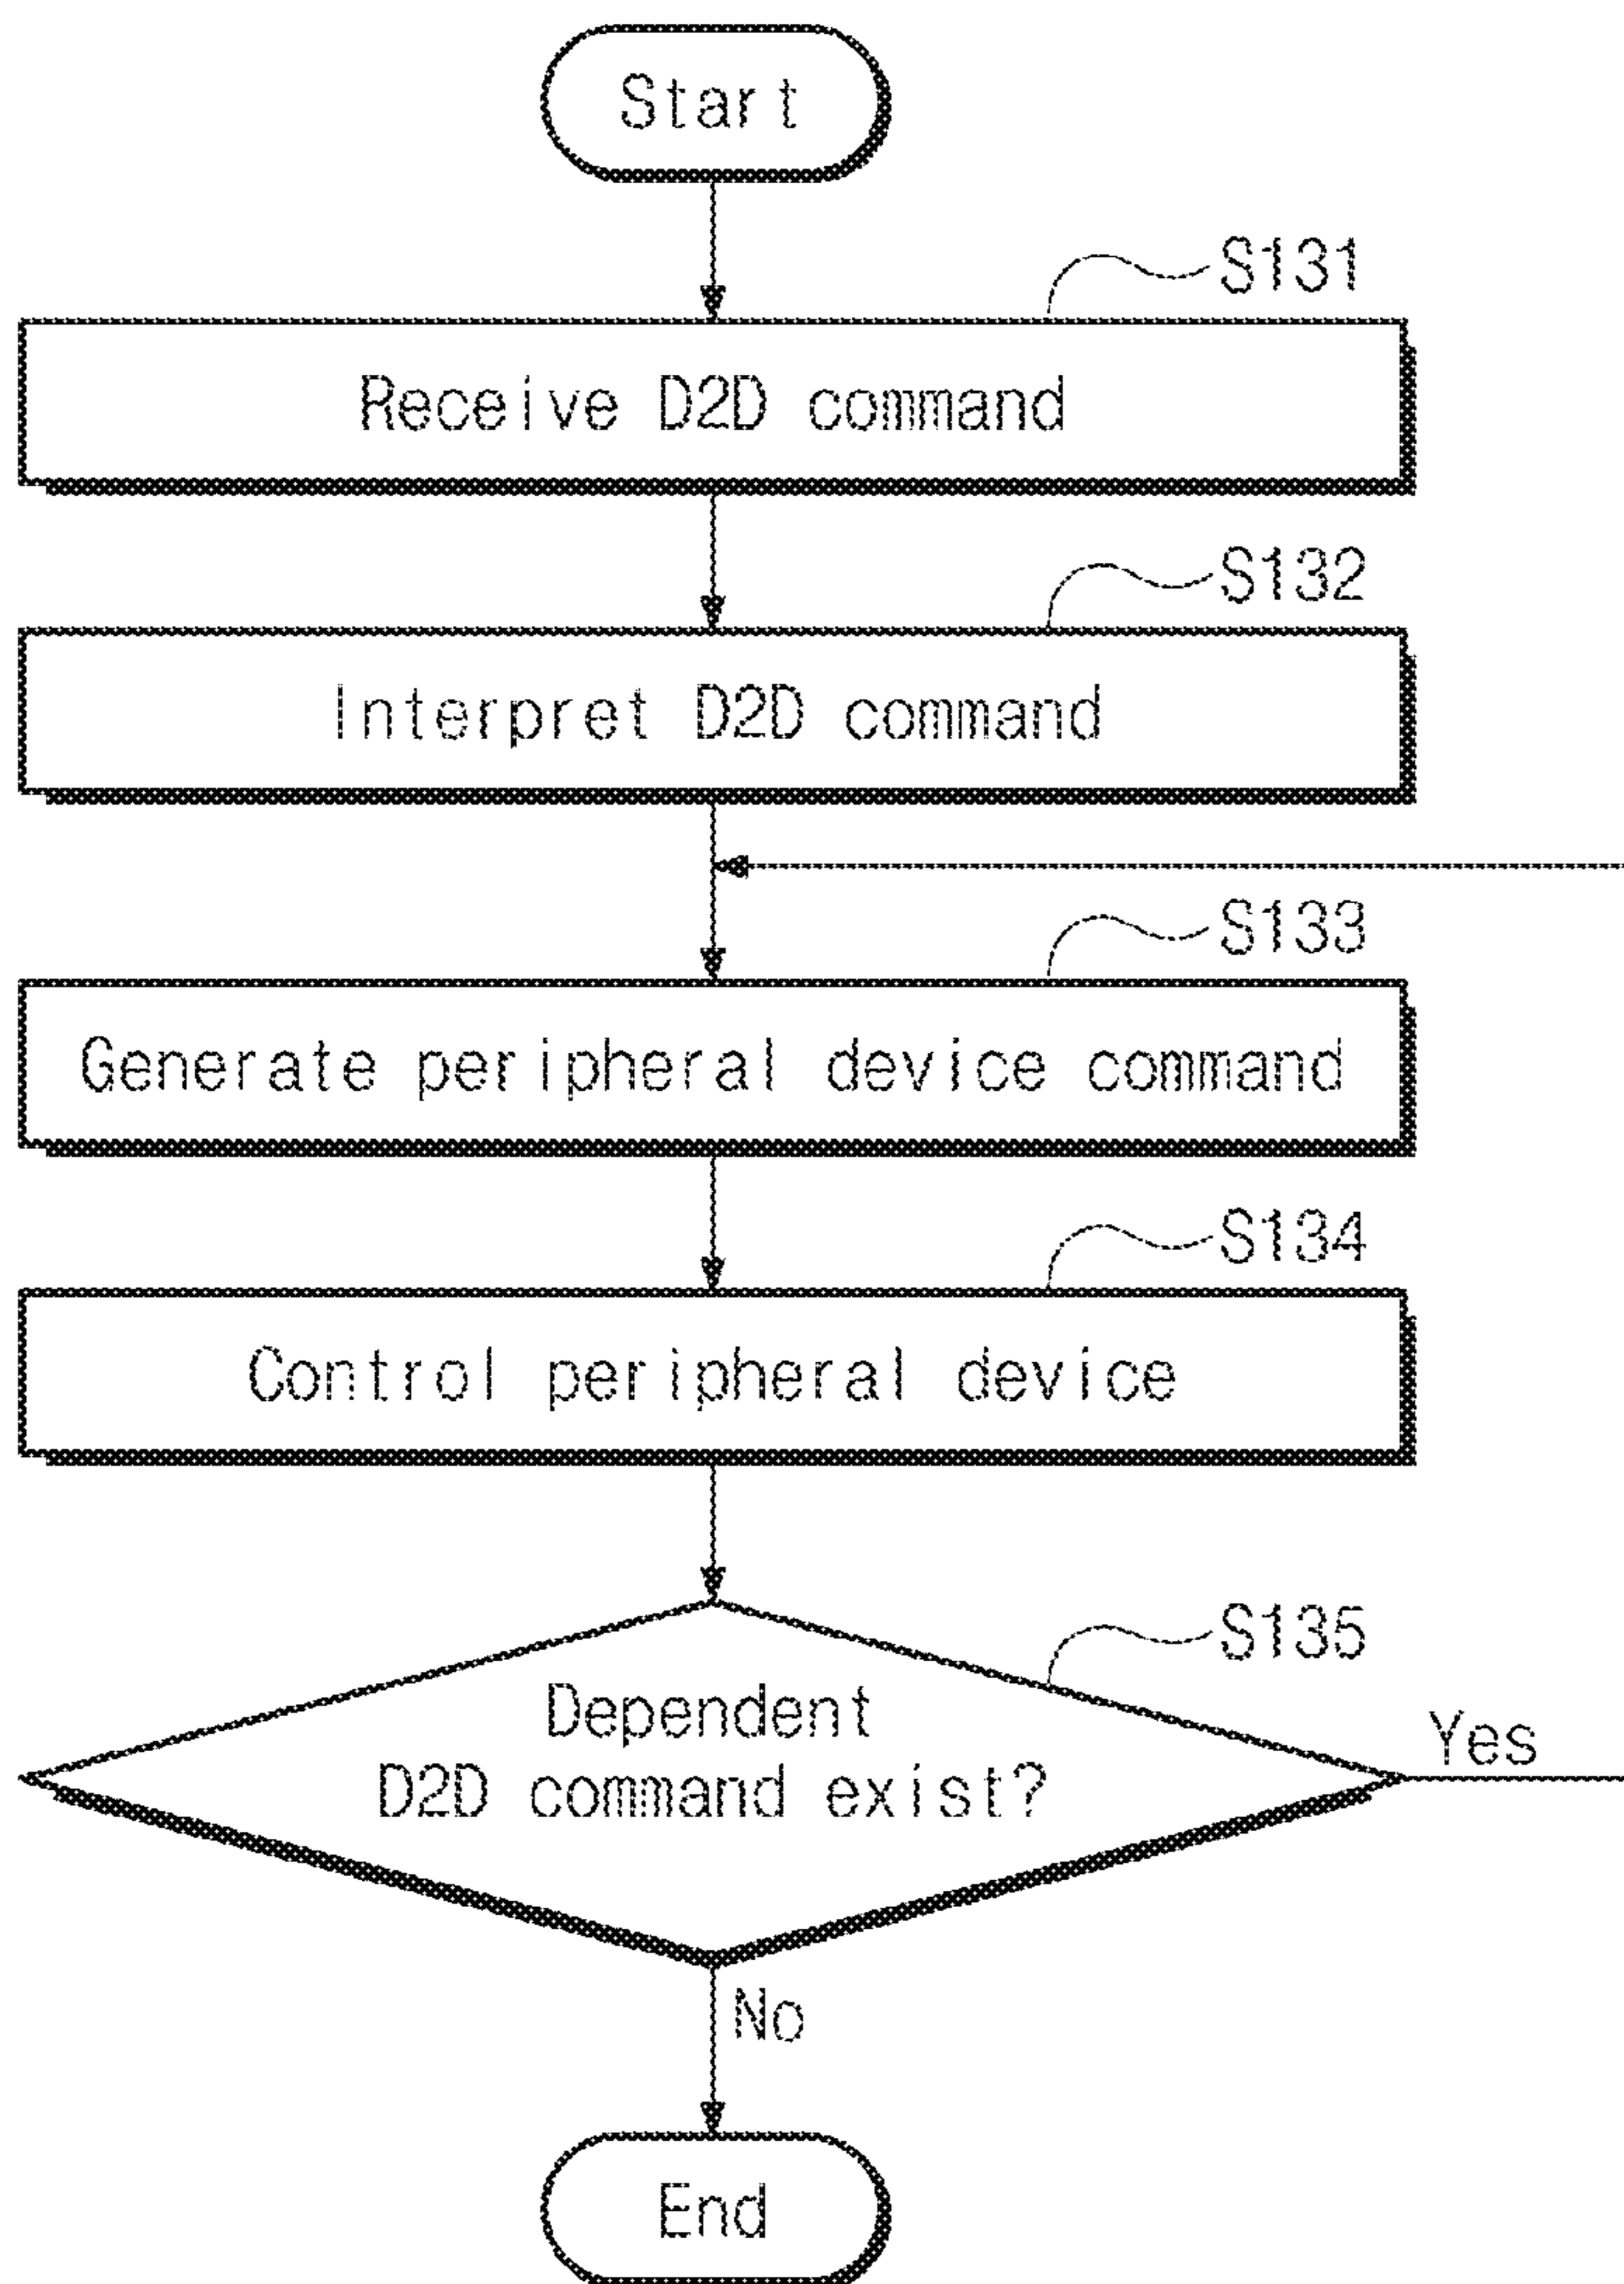 Start
S131
Receive D2D command
S132
Interpret D2D command
S133
Generate peripheral device command
S134
Control peripheral device
S135
Dependent
D2D command exist?
Yes
No
End